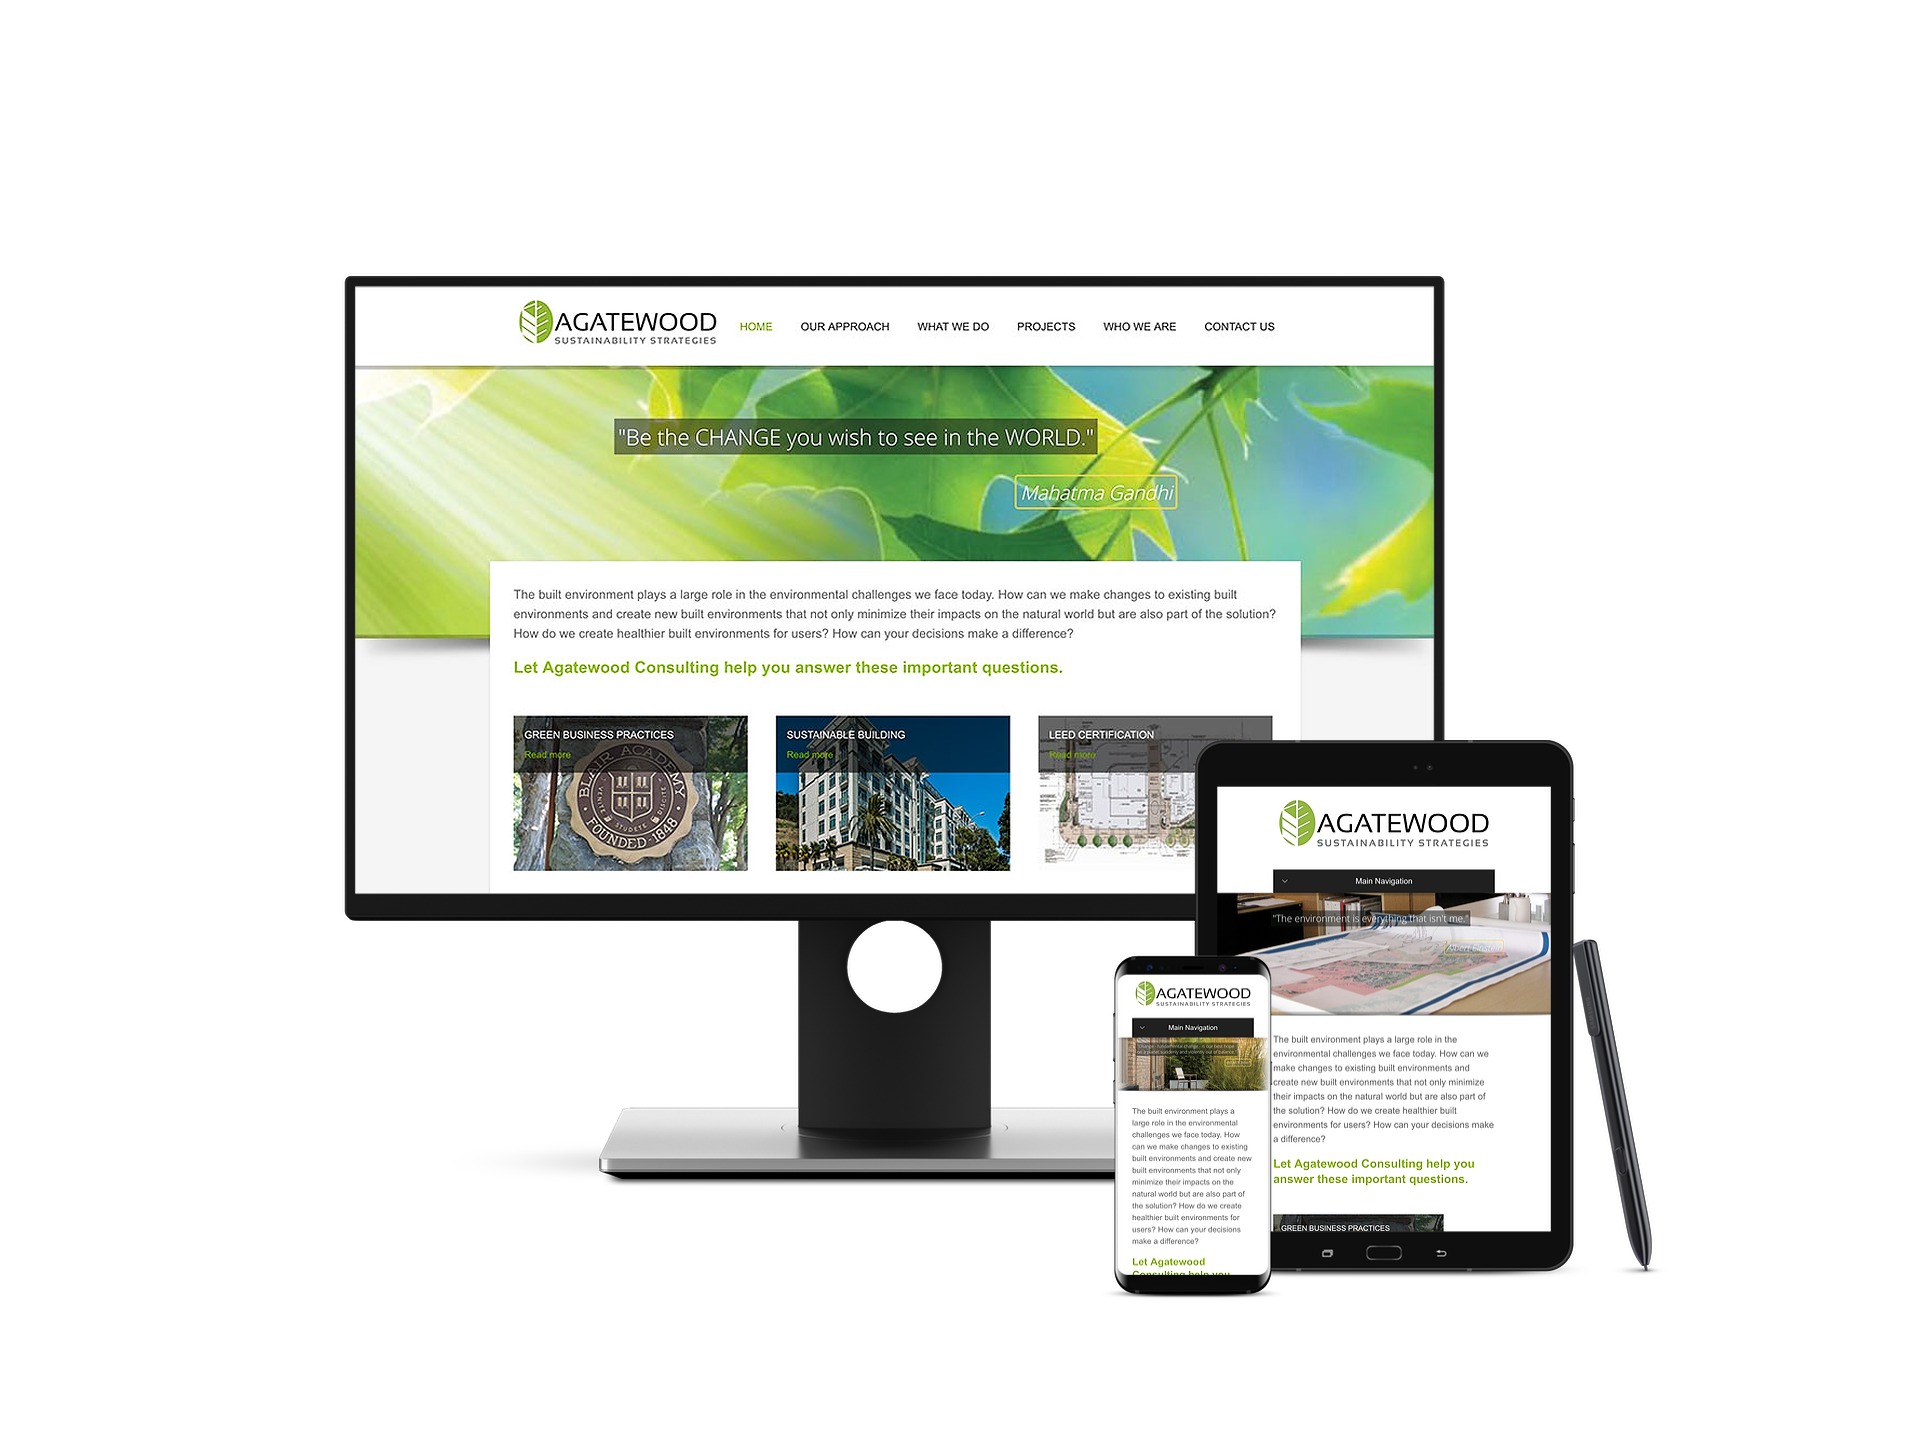 AGATEWOOD
SUSTAINABILITY STRATEGIES
HOME OUR APPROACH WHAT WE DO PROJECTS WHO WE ARE CONTACT US
"Be the CHANGE you wish to see in the WORLD."
Mahatma Gandhi
The built environment plays a large role in the environmental challenges we face today. How can we make changes to existing built
environments and create new built environments that not only minimize their impacts on the natural world but are also part of the solution?
How do we create healthier built environments for users? How can your decisions make a difference?
Let Agatewood Consulting help you answer these important questions.
GREEN BUSINESS PRACTICES
Read more
BLAIR ACADEMY
STUDETE
FOUNDED 1848
SUSTAINABLE BUILDING
Read more
LEED CERTIFICATION
Read more
AGATEWOOD
SUSTAINABILITY STRATEGIES
Main Navigation
"The environment is everything that isn't me."
Albert Einstein
The built environment plays a large role in the
environmental challenges we face today. How can we
make changes to existing built environments and
create new built environments that not only minimize
their impacts on the natural world but are also part of
the solution? How do we create healthier built
environments for users? How can your decisions make
a difference?
Let Agatewood Consulting help you
answer these important questions.
GREEN BUSINESS PRACTICES
AGATEWOOD
SUSTAINABILITY STRATEGIES
Main Navigation
The built environment plays a
large role in the environmental
challenges we face today. How
can we make changes to existing
built environments and create new
built environments that not only
minimize their impacts on the
natural world but are also part of
the solution? How do we create
healthier built environments for
users? How can your decisions
make a difference?
Let Agatewood
Consulting help you